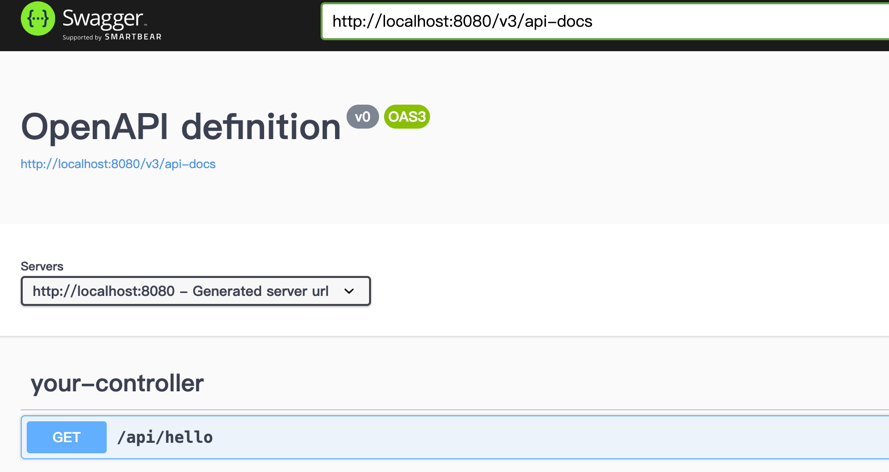 Swagger™
Supported by SMARTBEAR
http://localhost:8080/v3/api-docs
OpenAPI definition v0 OAS3
http://localhost:8080/v3/api-docs
Servers
http://localhost:8080 - Generated server url
your-controller
GET /api/hello